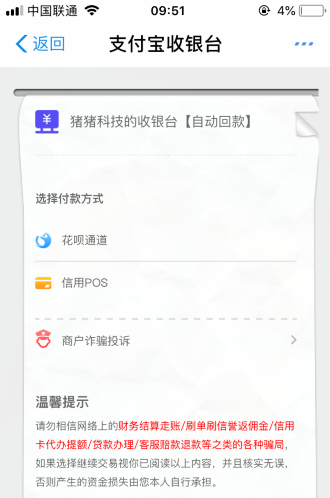 中国联通 09:51 4%
返回 支付宝收银台 ...
猪猪科技的收银台【自动回款】
选择付款方式
花呗通道
信用POS
商户诈骗投诉
温馨提示
请勿相信网络上的财务结算走账/刷单刷信誉返佣金/信用
卡代办提额/贷款办理/客服赔款退款等之类的各种骗局，
如果选择继续交易视你已阅读以上内容，并且核实无误，
否则产生的资金损失由您本人自行承担。